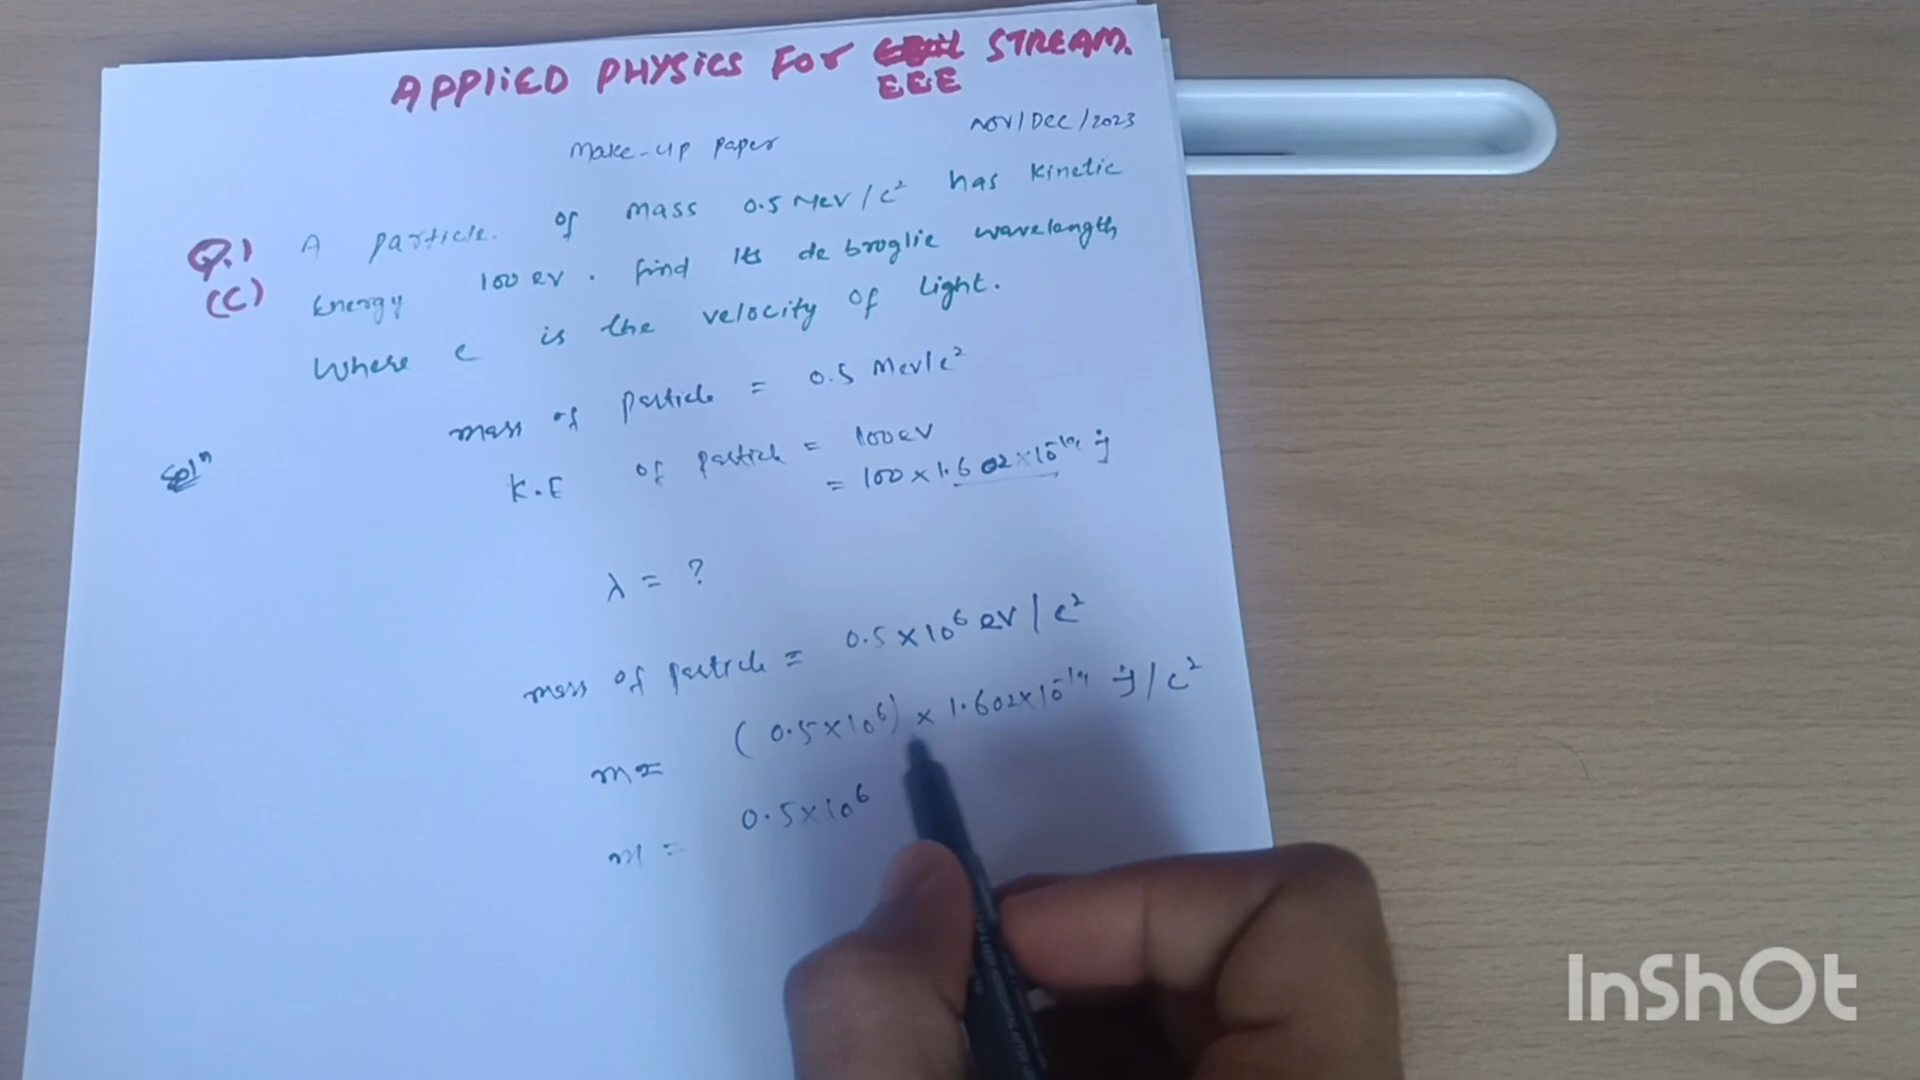 APPLIED PHYSICS FOR STREAM.
EEE
NOV/DEC/2023
Make-up paper
Q.1 A particle. of mass 0.5 MeV/c² has kinetic
(C) Energy 100 eV. find its de broglie wavelength
Where c is the velocity of light.
mass of particle = 0.5 MeV/c²
Solⁿ
K.E of particle = 100eV
= 100 × 1.602×10⁻¹⁹ j
λ = ?
mass of particle = 0.5×10⁶ eV/c²
m= (0.5×10⁶) × 1.602×10⁻¹⁹ j/c²
m = 0.5×10⁶
InShOt